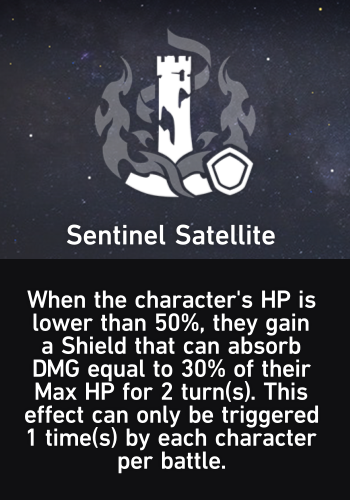 Sentinel Satellite
When the character's HP is
lower than 50%, they gain
a Shield that can absorb
DMG equal to 30% of their
Max HP for 2 turn(s). This
effect can only be triggered
1 time(s) by each character
per battle.